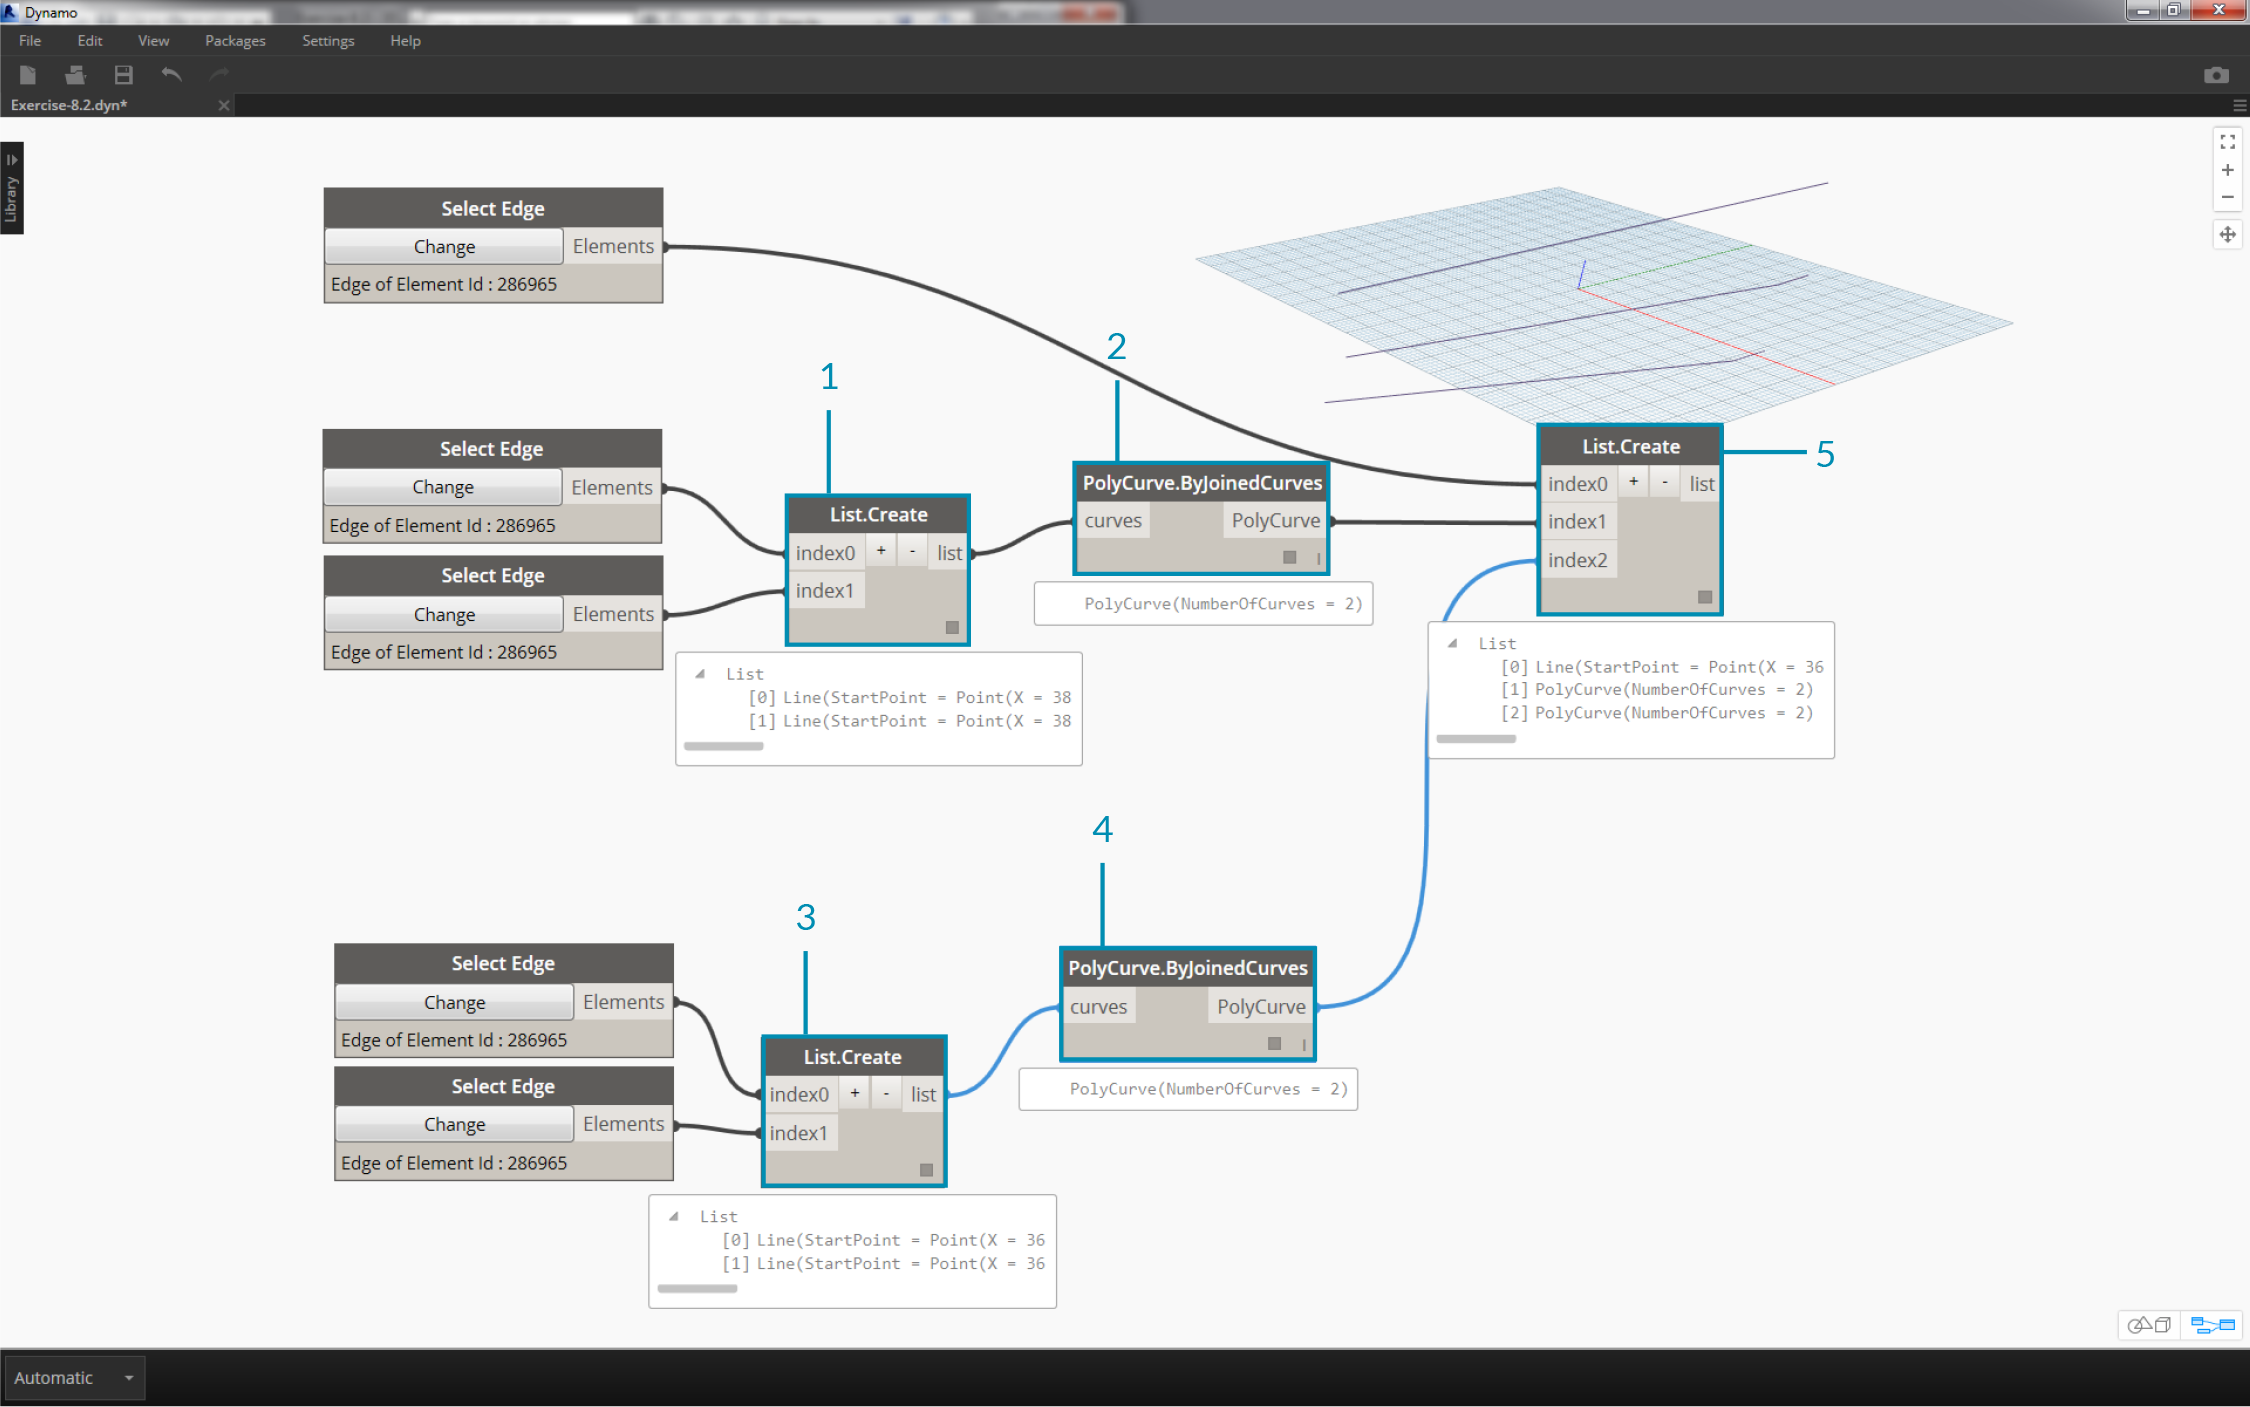 Dynamo
File Edit View Packages Settings Help
Exercise-8.2.dyn*
Library
Select Edge
Change Elements
Edge of Element Id : 286965
1
2
Select Edge
Change Elements
Edge of Element Id : 286965
Select Edge
Change Elements
Edge of Element Id : 286965
List.Create
index0 + - list
index1
List
[0] Line(StartPoint = Point(X = 38
[1] Line(StartPoint = Point(X = 38
PolyCurve.ByJoinedCurves
curves PolyCurve
PolyCurve(NumberOfCurves = 2)
List.Create
index0 + - list
index1
index2
5
List
[0] Line(StartPoint = Point(X = 36
[1] PolyCurve(NumberOfCurves = 2)
[2] PolyCurve(NumberOfCurves = 2)
3
4
Select Edge
Change Elements
Edge of Element Id : 286965
Select Edge
Change Elements
Edge of Element Id : 286965
List.Create
index0 + - list
index1
List
[0] Line(StartPoint = Point(X = 36
[1] Line(StartPoint = Point(X = 36
PolyCurve.ByJoinedCurves
curves PolyCurve
PolyCurve(NumberOfCurves = 2)
Automatic